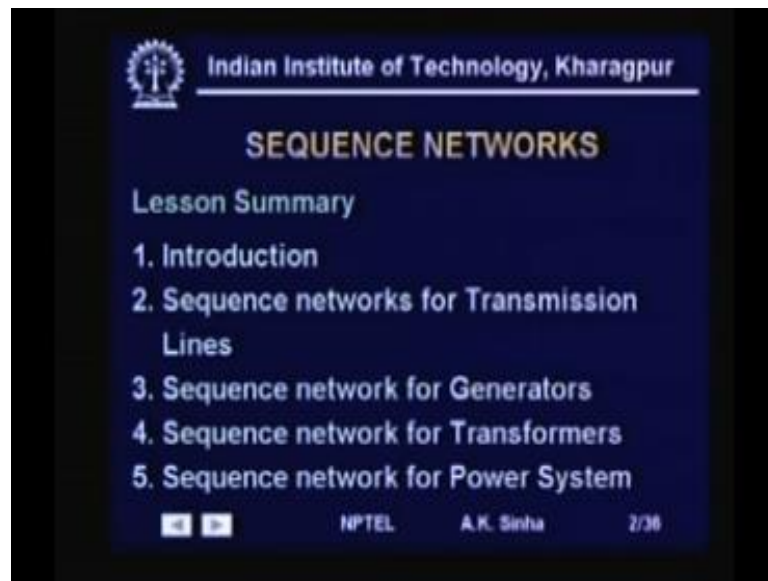 Indian Institute of Technology, Kharagpur
SEQUENCE NETWORKS
Lesson Summary
1. Introduction
2. Sequence networks for Transmission
Lines
3. Sequence network for Generators
4. Sequence network for Transformers
5. Sequence network for Power System
NPTEL A.K. Sinha 2/36